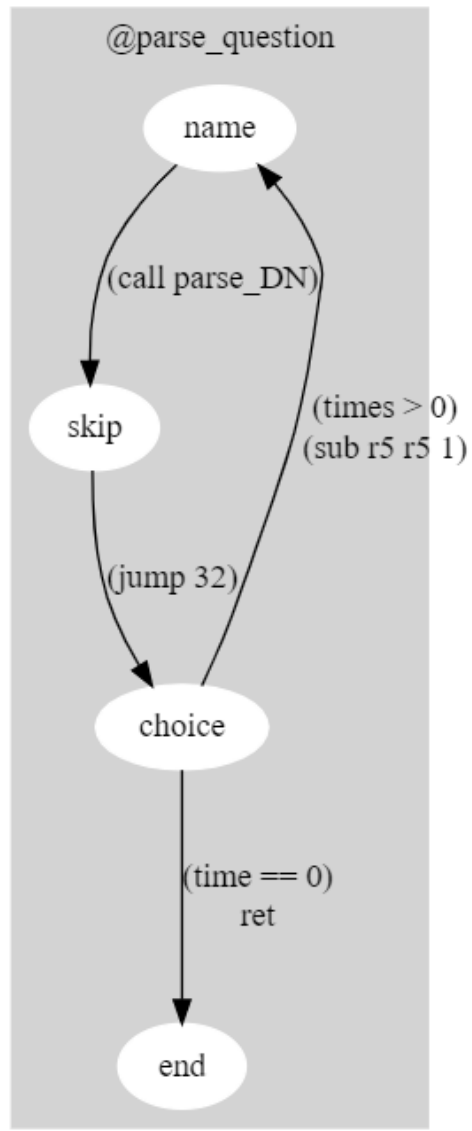 @parse_question
name
(call parse_DN)
(times > 0)
(sub r5 r5 1)
skip
(jump 32)
choice
(time == 0)
ret
end